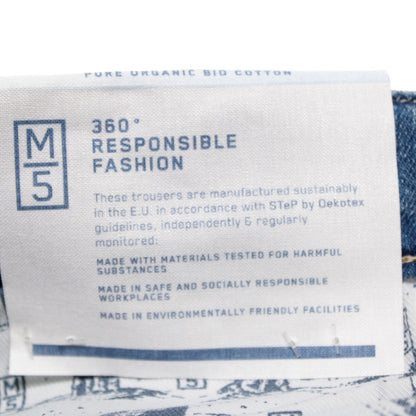 PURE ORGANIC BIO COTTON
M
5
360°
RESPONSIBLE
FASHION
These trousers are manufactured sustainably
in the E.U. in accordance with STeP by Oekotex
guidelines, independently & regularly
monitored:
MADE WITH MATERIALS TESTED FOR HARMFUL
SUBSTANCES
MADE IN SAFE AND SOCIALLY RESPONSIBLE
WORKPLACES
MADE IN ENVIRONMENTALLY FRIENDLY FACILITIES
M
5
M
5